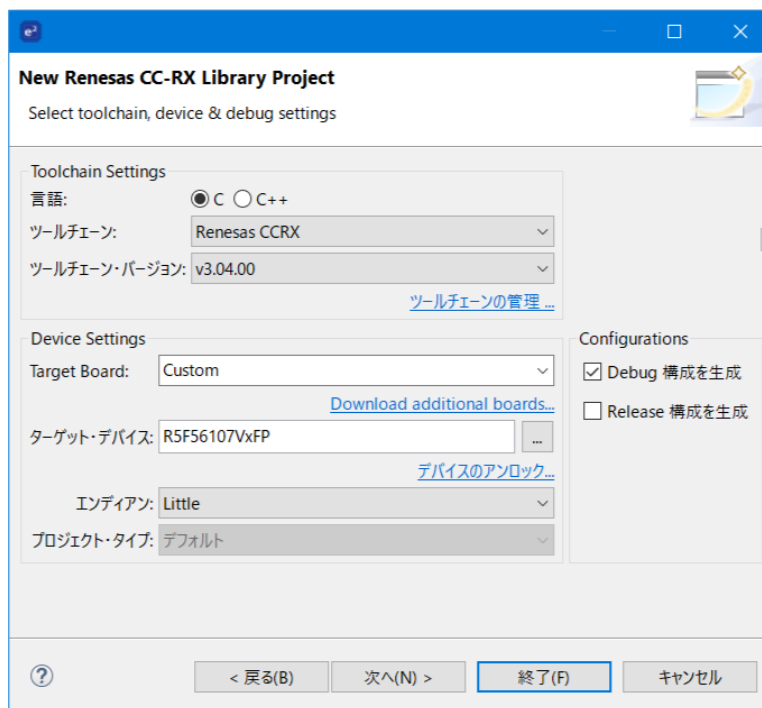 e²
New Renesas CC-RX Library Project
Select toolchain, device & debug settings
Toolchain Settings
言語: C C++
ツールチェーン: Renesas CCRX
ツールチェーン・バージョン: v3.04.00
ツールチェーンの管理 ...
Device Settings
Target Board: Custom
Download additional boards...
ターゲット・デバイス: R5F56107VxFP ...
デバイスのアンロック...
エンディアン: Little
プロジェクト・タイプ: デフォルト
Configurations
Debug 構成を生成
Release 構成を生成
?
< 戻る(B) 次へ(N) > 終了(F) キャンセル